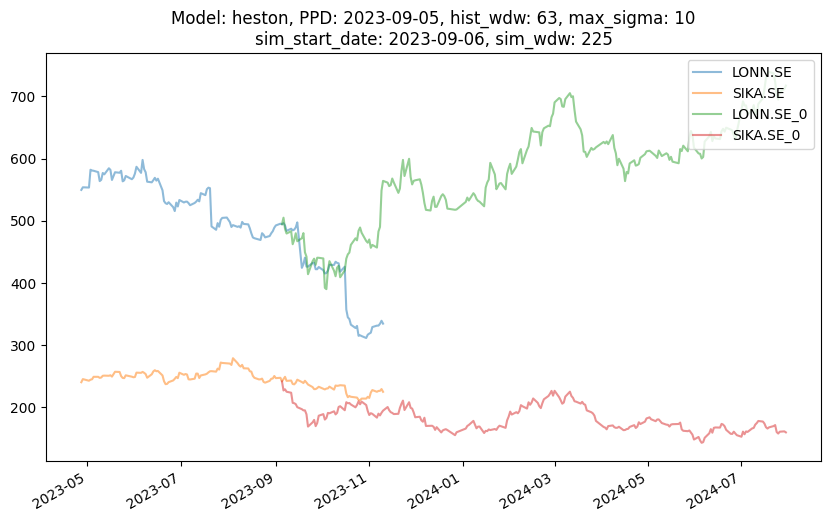 Model: heston, PPD: 2023-09-05, hist_wdw: 63, max_sigma: 10
sim_start_date: 2023-09-06, sim_wdw: 225
LONN.SE
SIKA.SE
LONN.SE_0
SIKA.SE_0
700
600
500
400
300
200
2023-05
2023-07
2023-09
2023-11
2024-01
2024-03
2024-05
2024-07